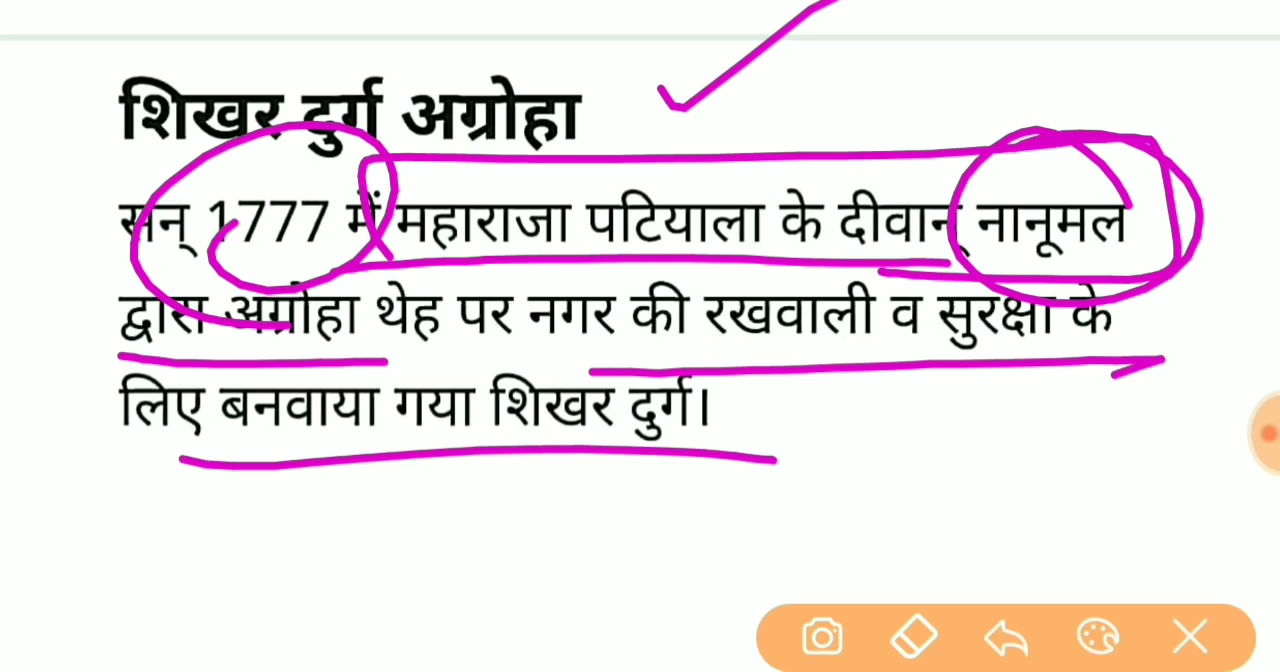 शिखर दुर्ग अग्रोहा
सन् 1777 में महाराजा पटियाला के दीवान् नानूमल
द्वारा अग्रोहा थेह पर नगर की रखवाली व सुरक्षा के
लिए बनवाया गया शिखर दुर्ग।